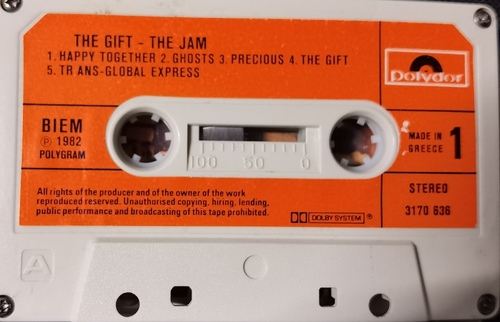 THE GIFT - THE JAM
1. HAPPY TOGETHER 2. GHOSTS 3. PRECIOUS 4. THE GIFT
5. TR ANS-GLOBAL EXPRESS
polydor
BIEM
℗ 1982
POLYGRAM
100 50 0
MADE IN
GREECE
1
All rights of the producer and of the owner of the work
reproduced reserved. Unauthorised copying, hiring, lending,
public performance and broadcasting of this tape prohibited.
DOLBY SYSTEM ®
STEREO
3170 636
A